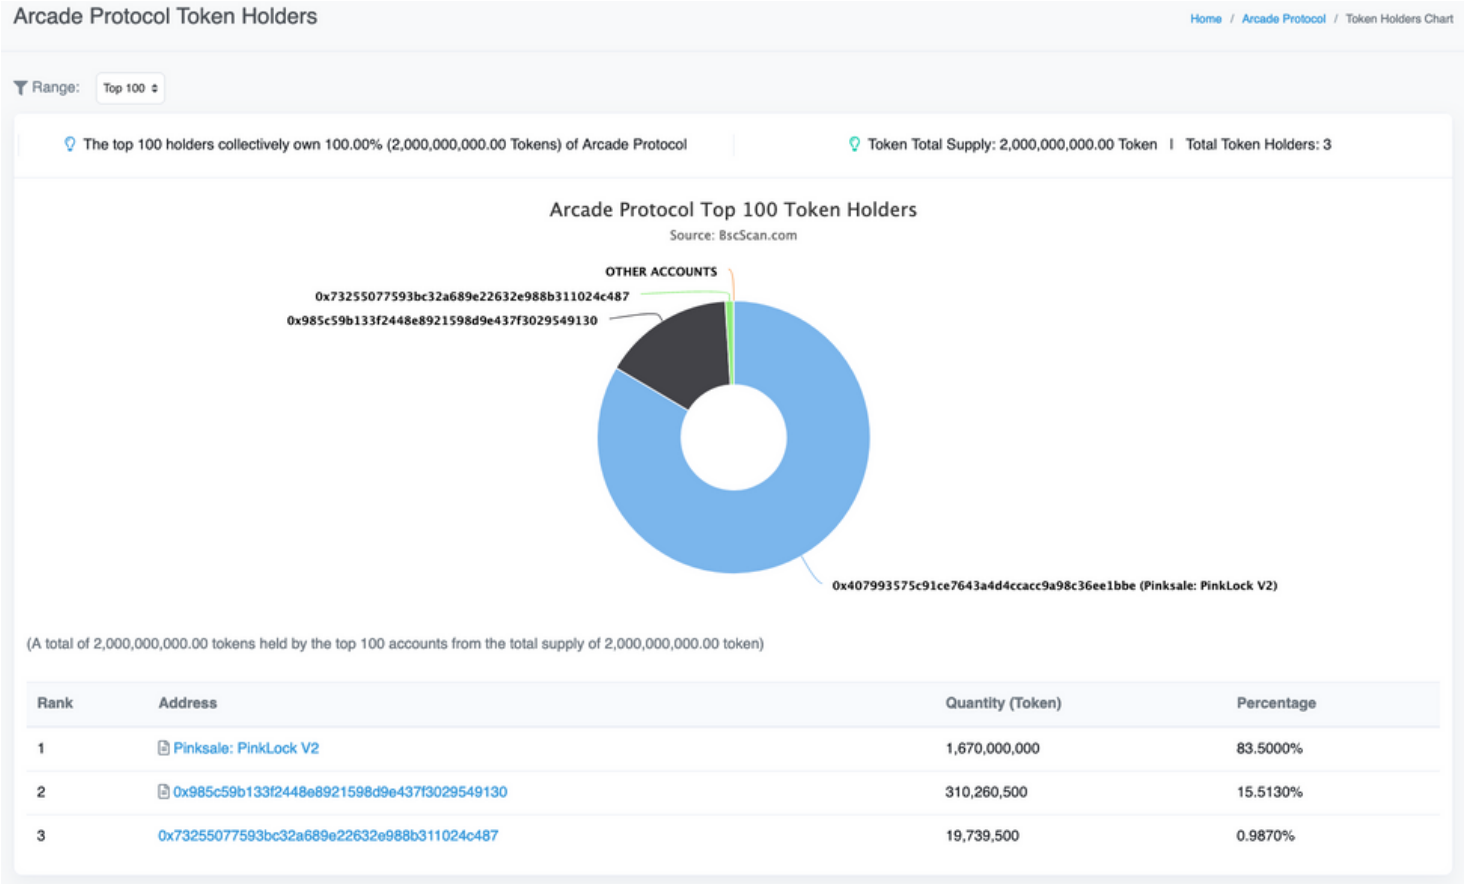 Arcade Protocol Token Holders
Home / Arcade Protocol / Token Holders Chart
Range: Top 100
The top 100 holders collectively own 100.00% (2,000,000,000.00 Tokens) of Arcade Protocol
Token Total Supply: 2,000,000,000.00 Token | Total Token Holders: 3
Arcade Protocol Top 100 Token Holders
Source: BscScan.com
OTHER ACCOUNTS
0x73255077593bc32a689e22632e988b311024c487
0x985c59b133f2448e8921598d9e437f3029549130
0x407993575c91ce7643a4d4ccacc9a98c36ee1bbe (Pinksale: PinkLock V2)
(A total of 2,000,000,000.00 tokens held by the top 100 accounts from the total supply of 2,000,000,000.00 token)
Rank Address Quantity (Token) Percentage
1 Pinksale: PinkLock V2 1,670,000,000 83.5000%
2 0x985c59b133f2448e8921598d9e437f3029549130 310,260,500 15.5130%
3 0x73255077593bc32a689e22632e988b311024c487 19,739,500 0.9870%